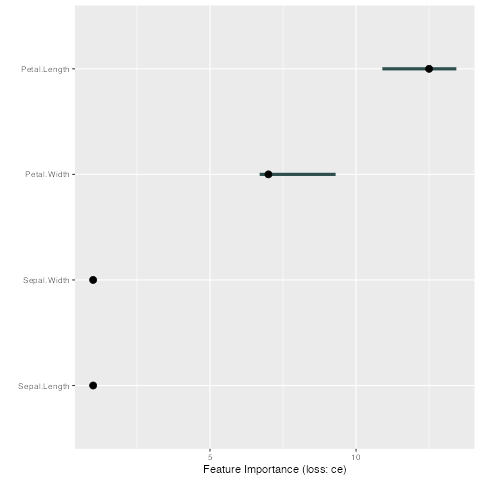 Petal.Length
Petal.Width
Sepal.Width
Sepal.Length
5 10
Feature Importance (loss: ce)